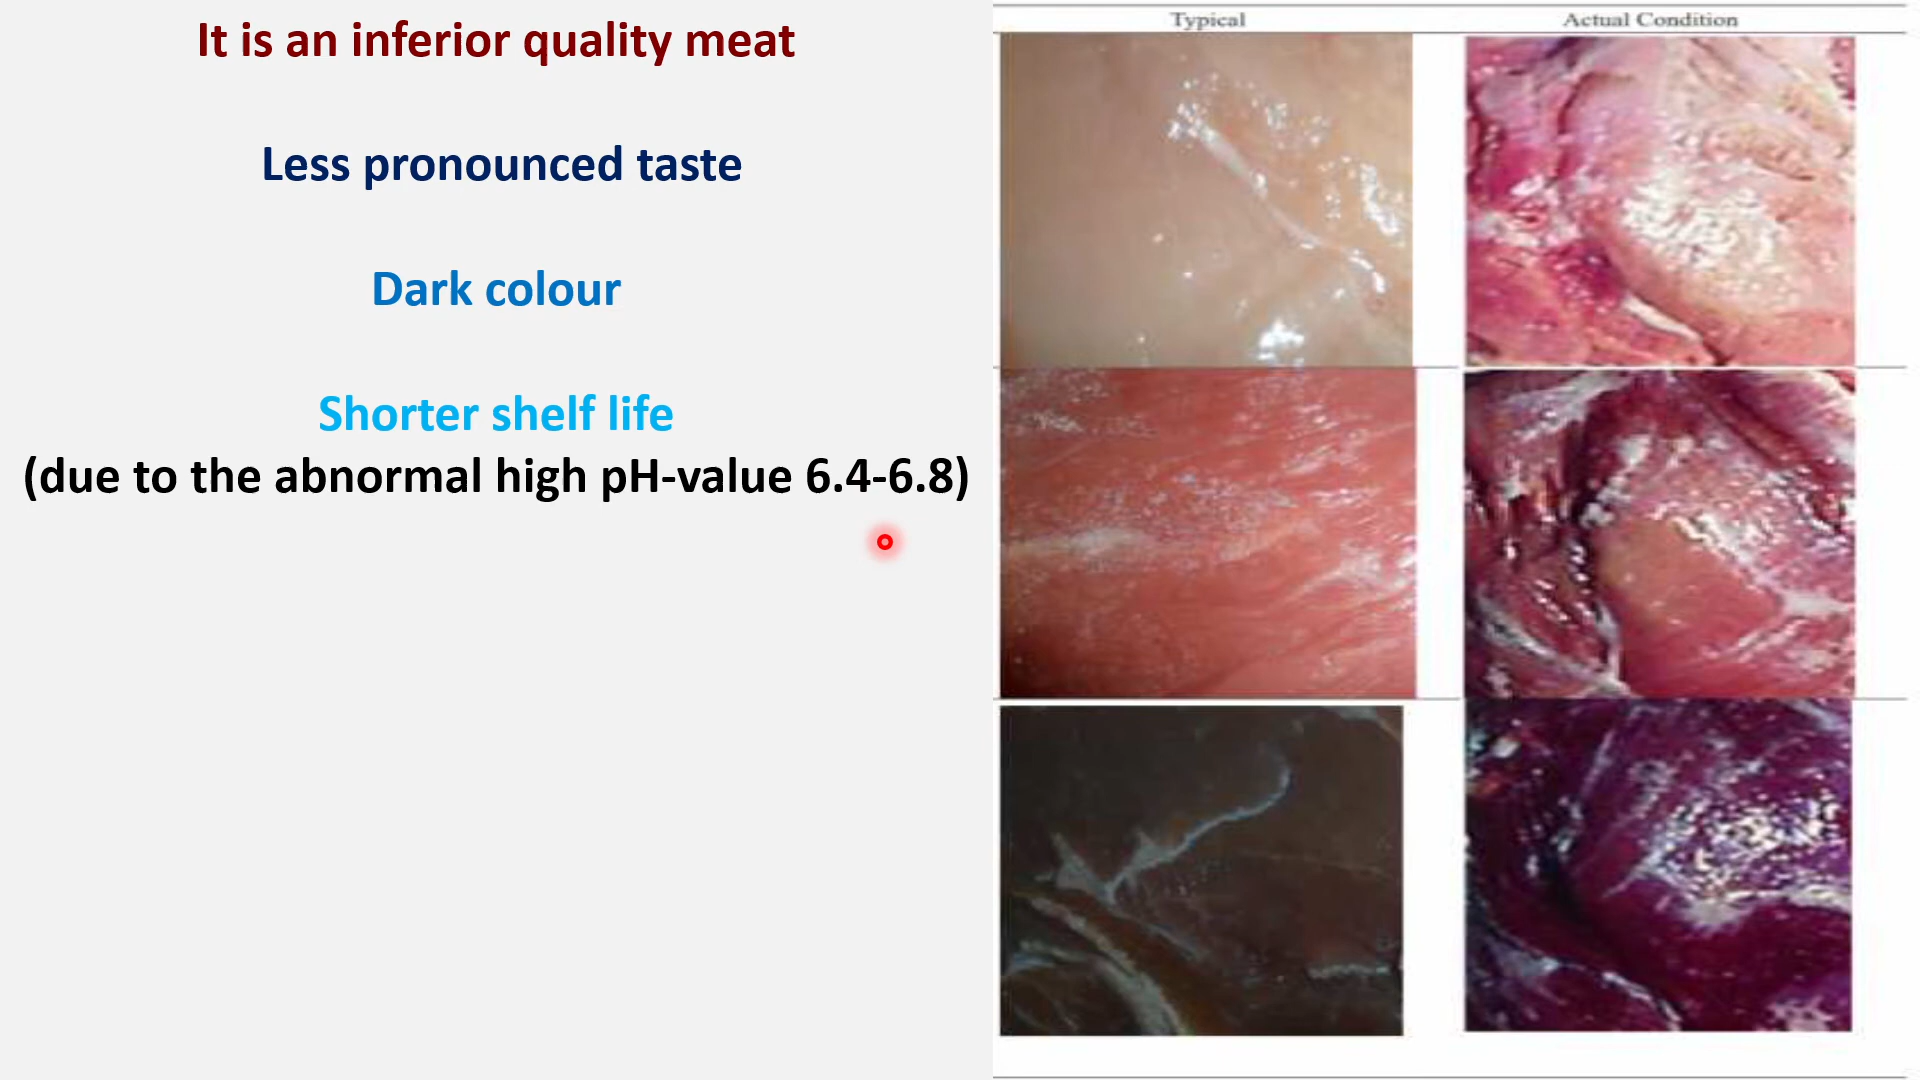 It is an inferior quality meat
Less pronounced taste
Dark colour
Shorter shelf life
(due to the abnormal high pH-value 6.4-6.8)
Typical
Actual Condition